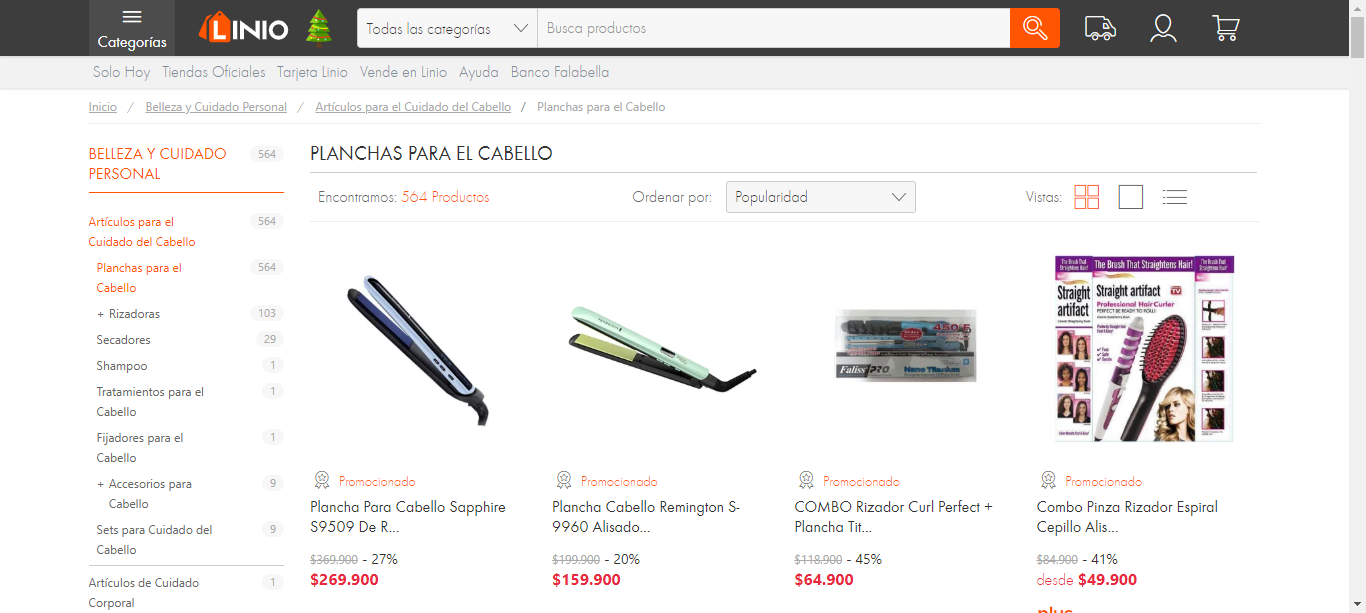 Categorías
LINIO
Todas las categorías
Busca productos
Solo Hoy Tiendas Oficiales Tarjeta Linio Vende en Linio Ayuda Banco Falabella
Inicio / Belleza y Cuidado Personal / Artículos para el Cuidado del Cabello / Planchas para el Cabello
BELLEZA Y CUIDADO 564
PERSONAL
Artículos para el 564
Cuidado del Cabello
Planchas para el 564
Cabello
+ Rizadoras 103
Secadores 29
Shampoo 1
Tratamientos para el 1
Cabello
Fijadores para el 1
Cabello
+ Accesorios para 9
Cabello
Sets para Cuidado del 9
Cabello
Artículos de Cuidado 1
Corporal
PLANCHAS PARA EL CABELLO
Encontramos: 564 Productos
Ordenar por: Popularidad
Vistas:
Promocionado
Plancha Para Cabello Sapphire
S9509 De R...
$369.900 - 27%
$269.900
Promocionado
Plancha Cabello Remington S-
9960 Alisado...
$199.900 - 20%
$159.900
450°F
Faliss PRO Nano Titanium
Promocionado
COMBO Rizador Curl Perfect +
Plancha Tit...
$118.900 - 45%
$64.900
The Brush That Straightens Hair!
Straight artifact
Straight artifact
Professional Hair Curler
PERFECT BE READY TO ROLL!
Promocionado
Combo Pinza Rizador Espiral
Cepillo Alis...
$84.900 - 41%
desde $49.900
plus